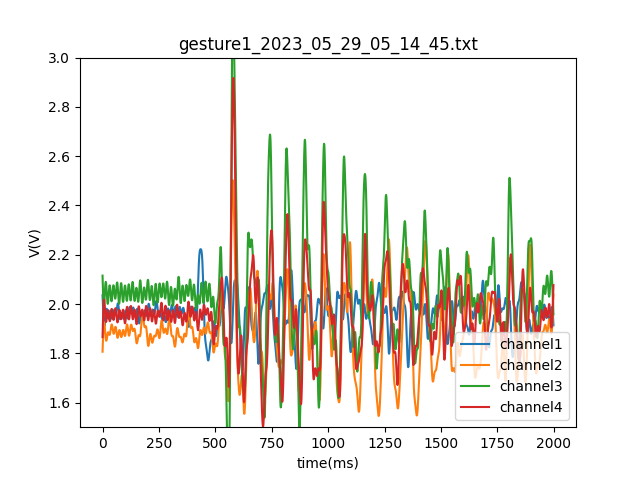 gesture1_2023_05_29_05_14_45.txt
3.0
2.8
2.6
2.4
2.2
2.0
1.8
1.6
V(V)
channel1
channel2
channel3
channel4
0 250 500 750 1000 1250 1500 1750 2000
time(ms)